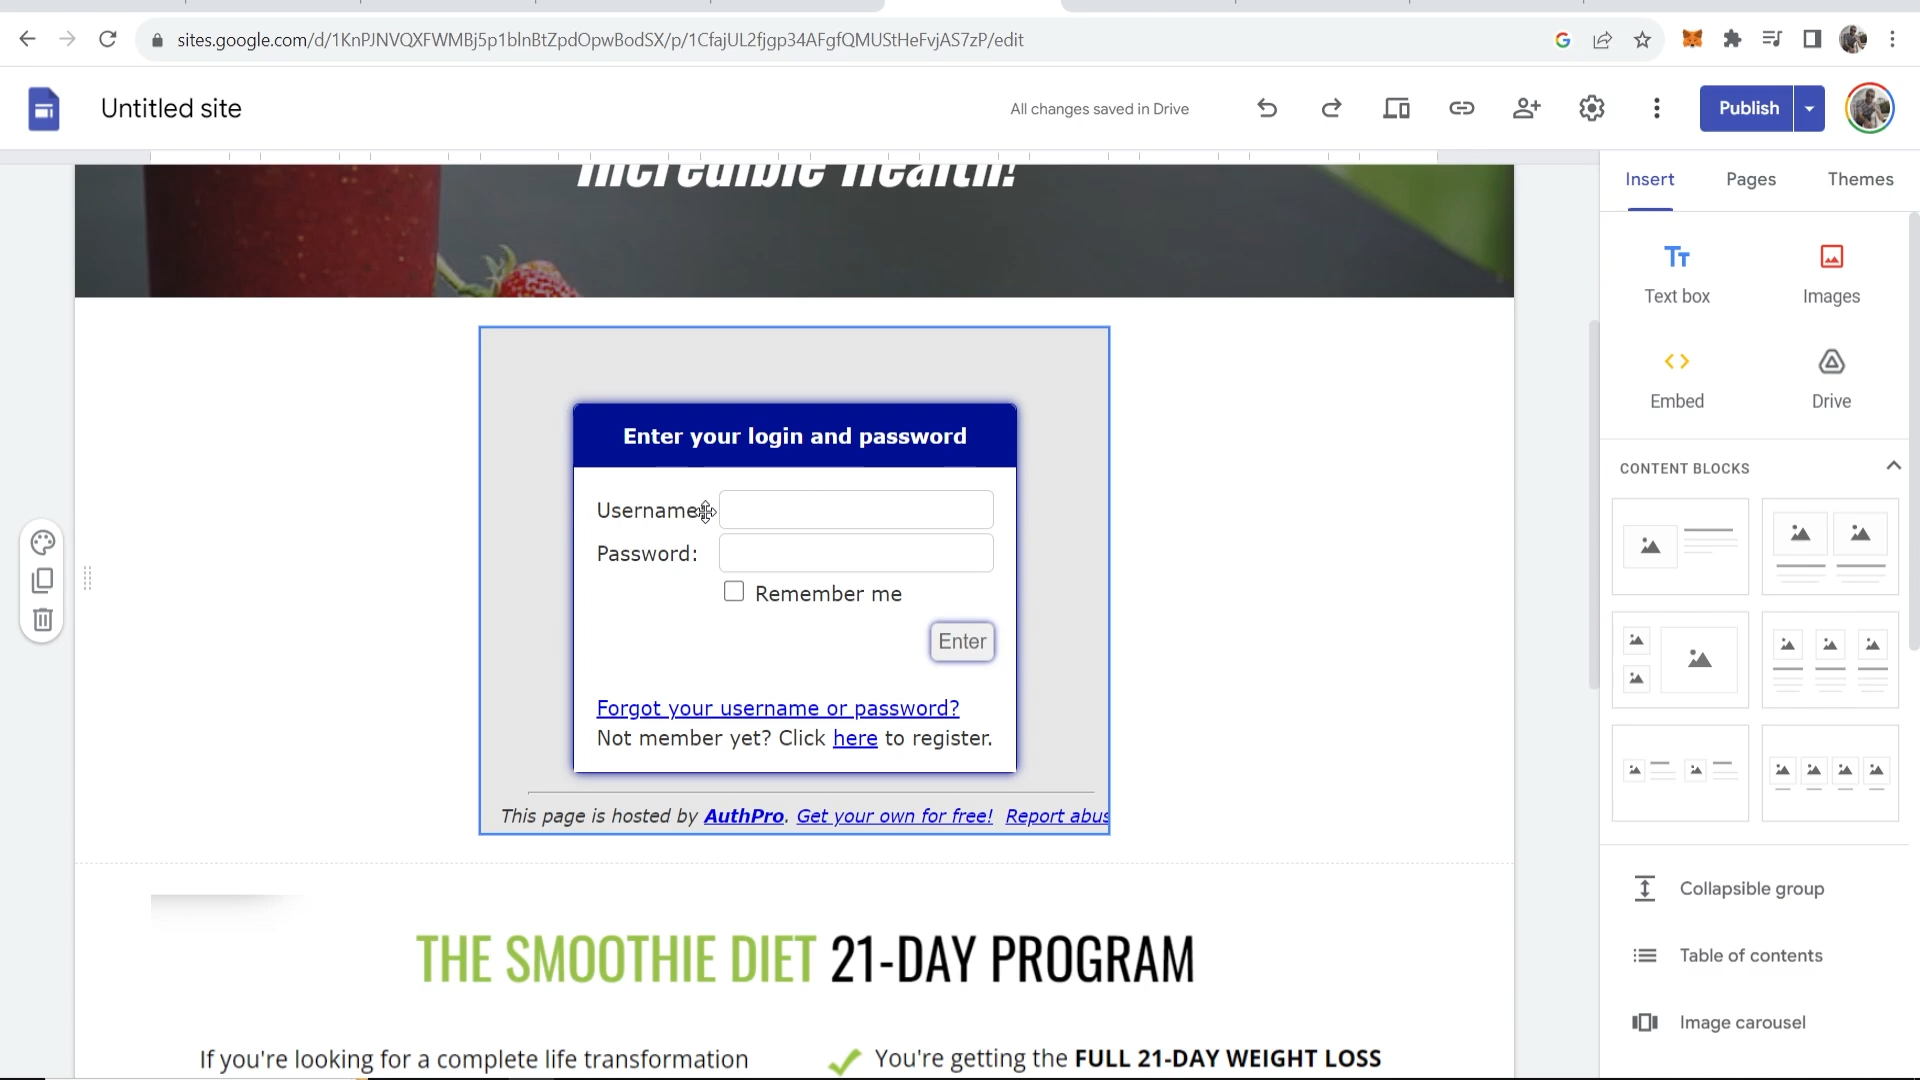 sites.google.com/d/1KnPJNVQXFWMBj5p1blnBtZpdOpwBodSX/p/1CfajUL2fjgp34AFgfQMUStHeFvjAS7zP/edit
Untitled site
All changes saved in Drive
Publish
Incredible Health!
Insert
Pages
Themes
Text box
Images
Embed
Drive
CONTENT BLOCKS
Enter your login and password
Username
Password:
Remember me
Enter
Forgot your username or password?
Not member yet? Click here to register.
This page is hosted by AuthPro. Get your own for free! Report abus
Collapsible group
Table of contents
Image carousel
THE SMOOTHIE DIET 21-DAY PROGRAM
If you're looking for a complete life transformation
You're getting the FULL 21-DAY WEIGHT LOSS